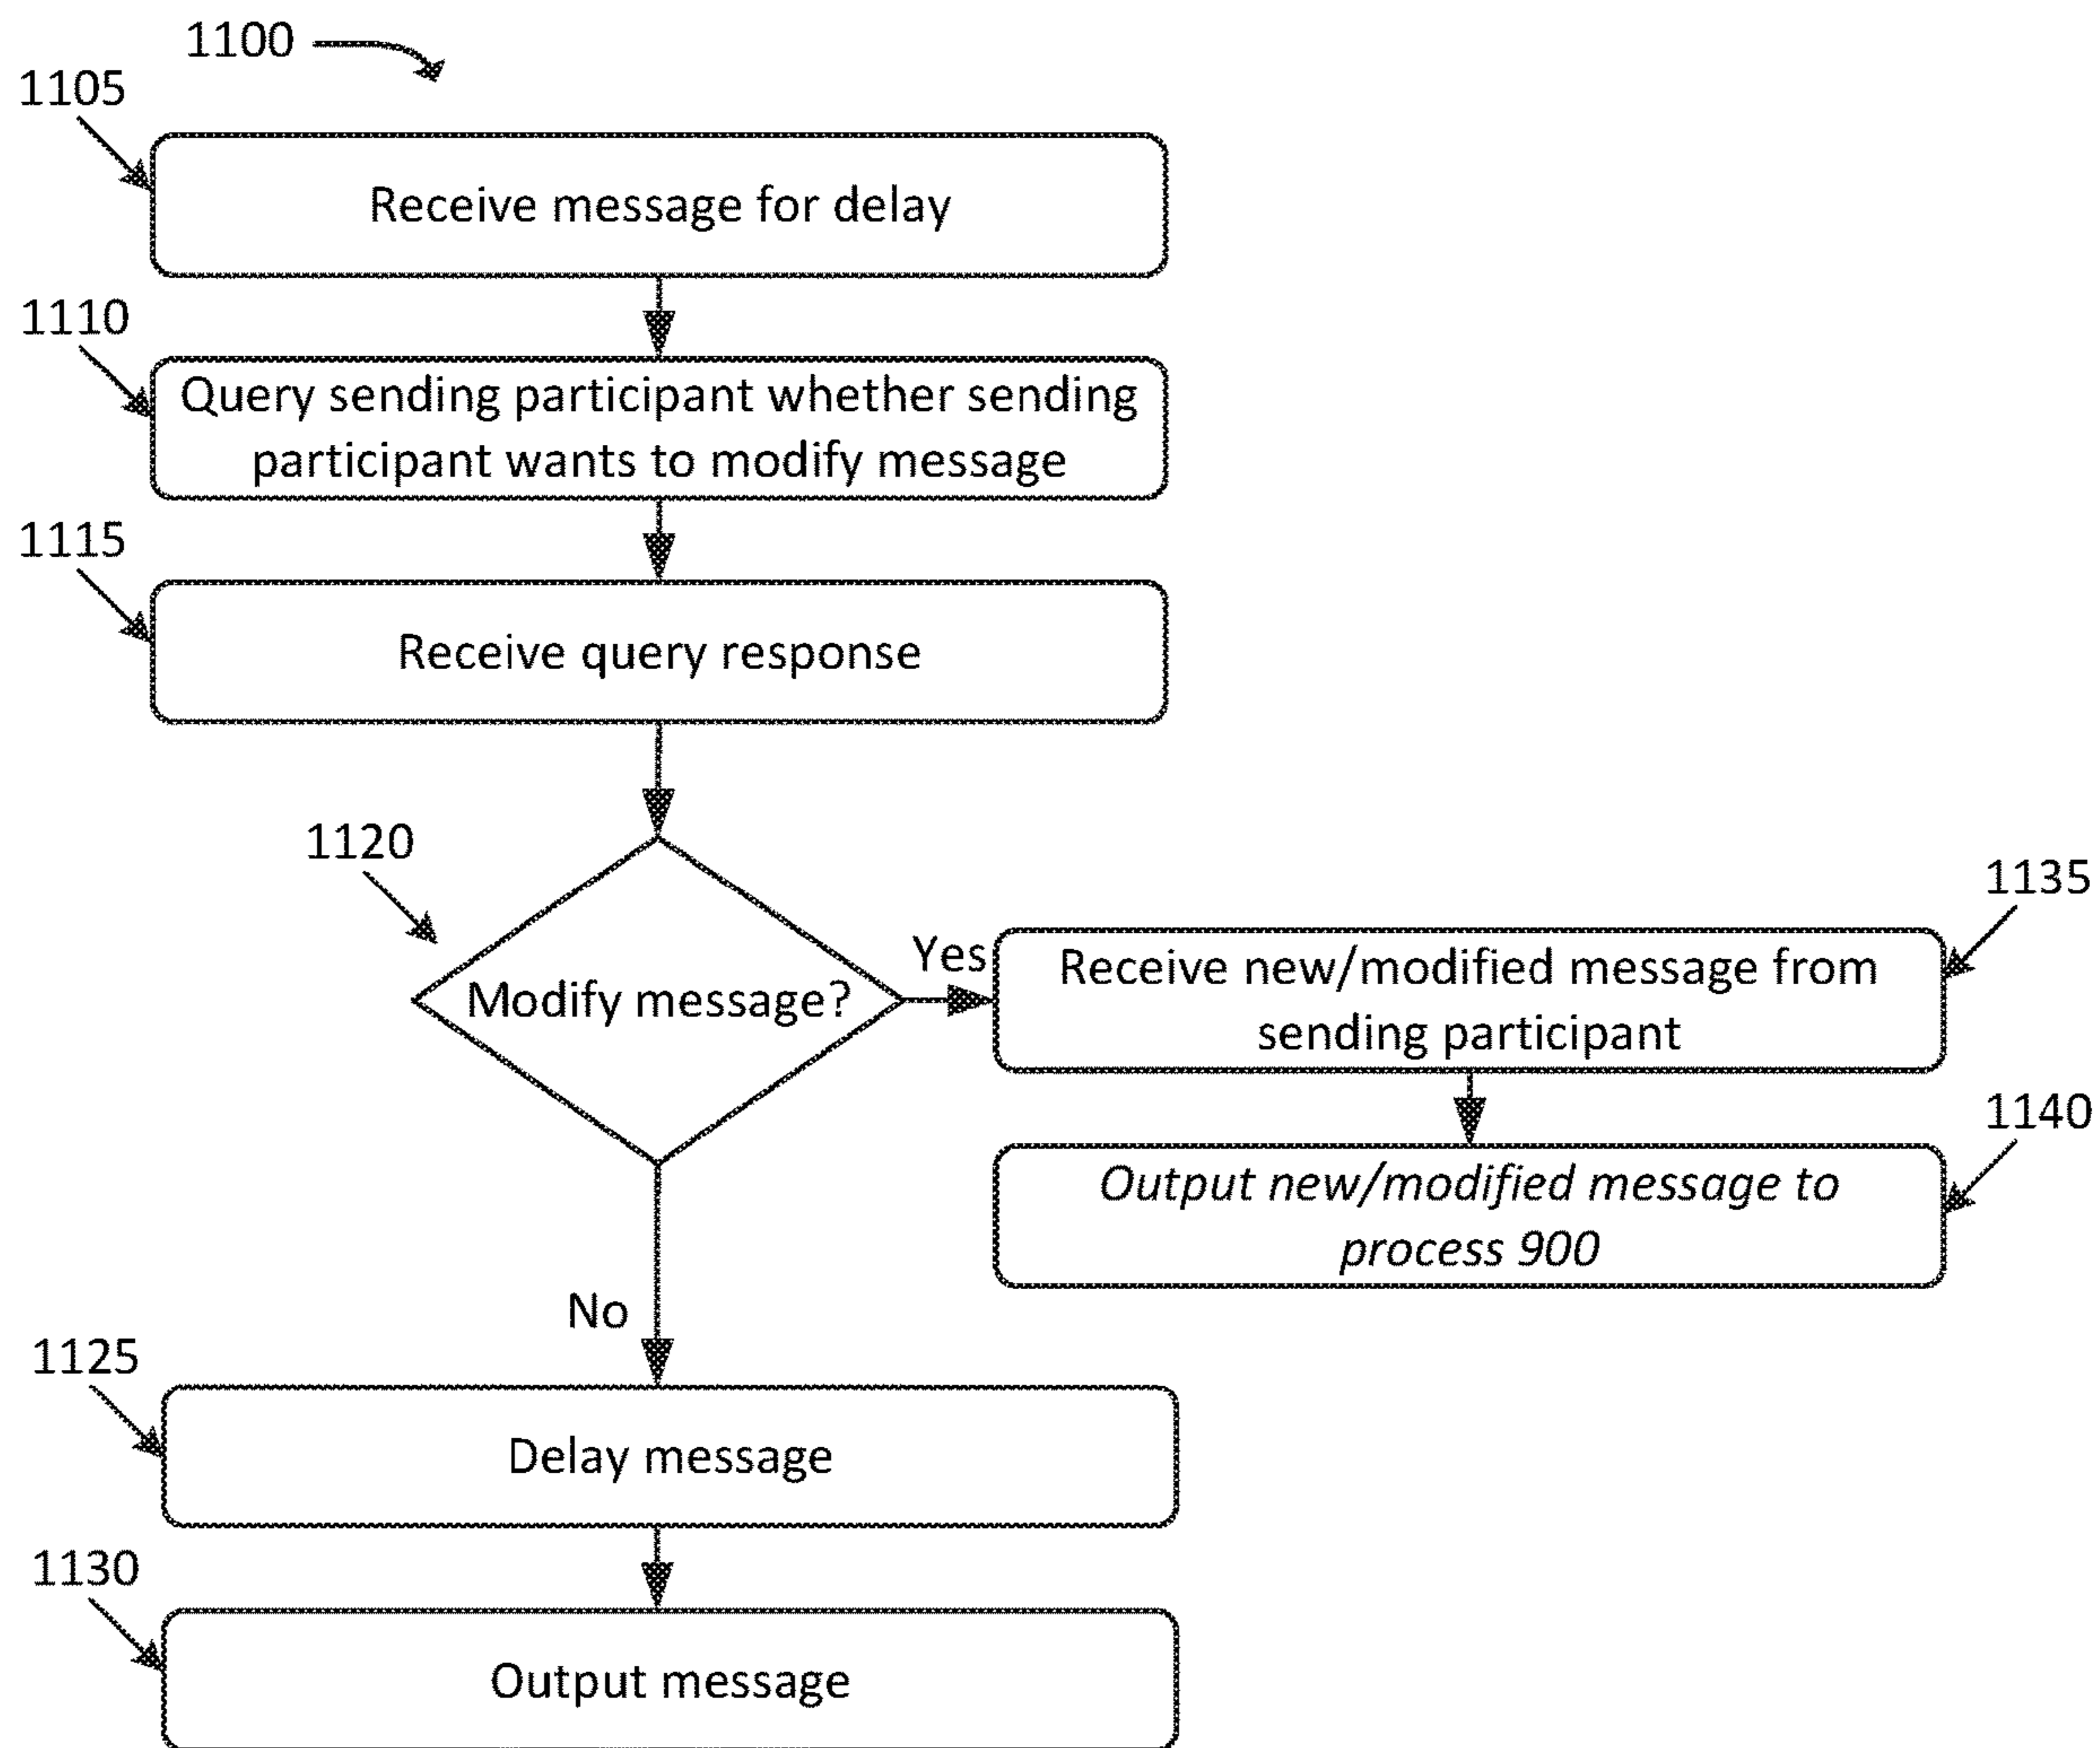 1100
1105
Receive message for delay
1110
Query sending participant whether sending
participant wants to modify message
1115
Receive query response
1120
Modify message?
Yes
1135
Receive new/modified message from
sending participant
1140
Output new/modified message to
process 900
No
1125
Delay message
1130
Output message